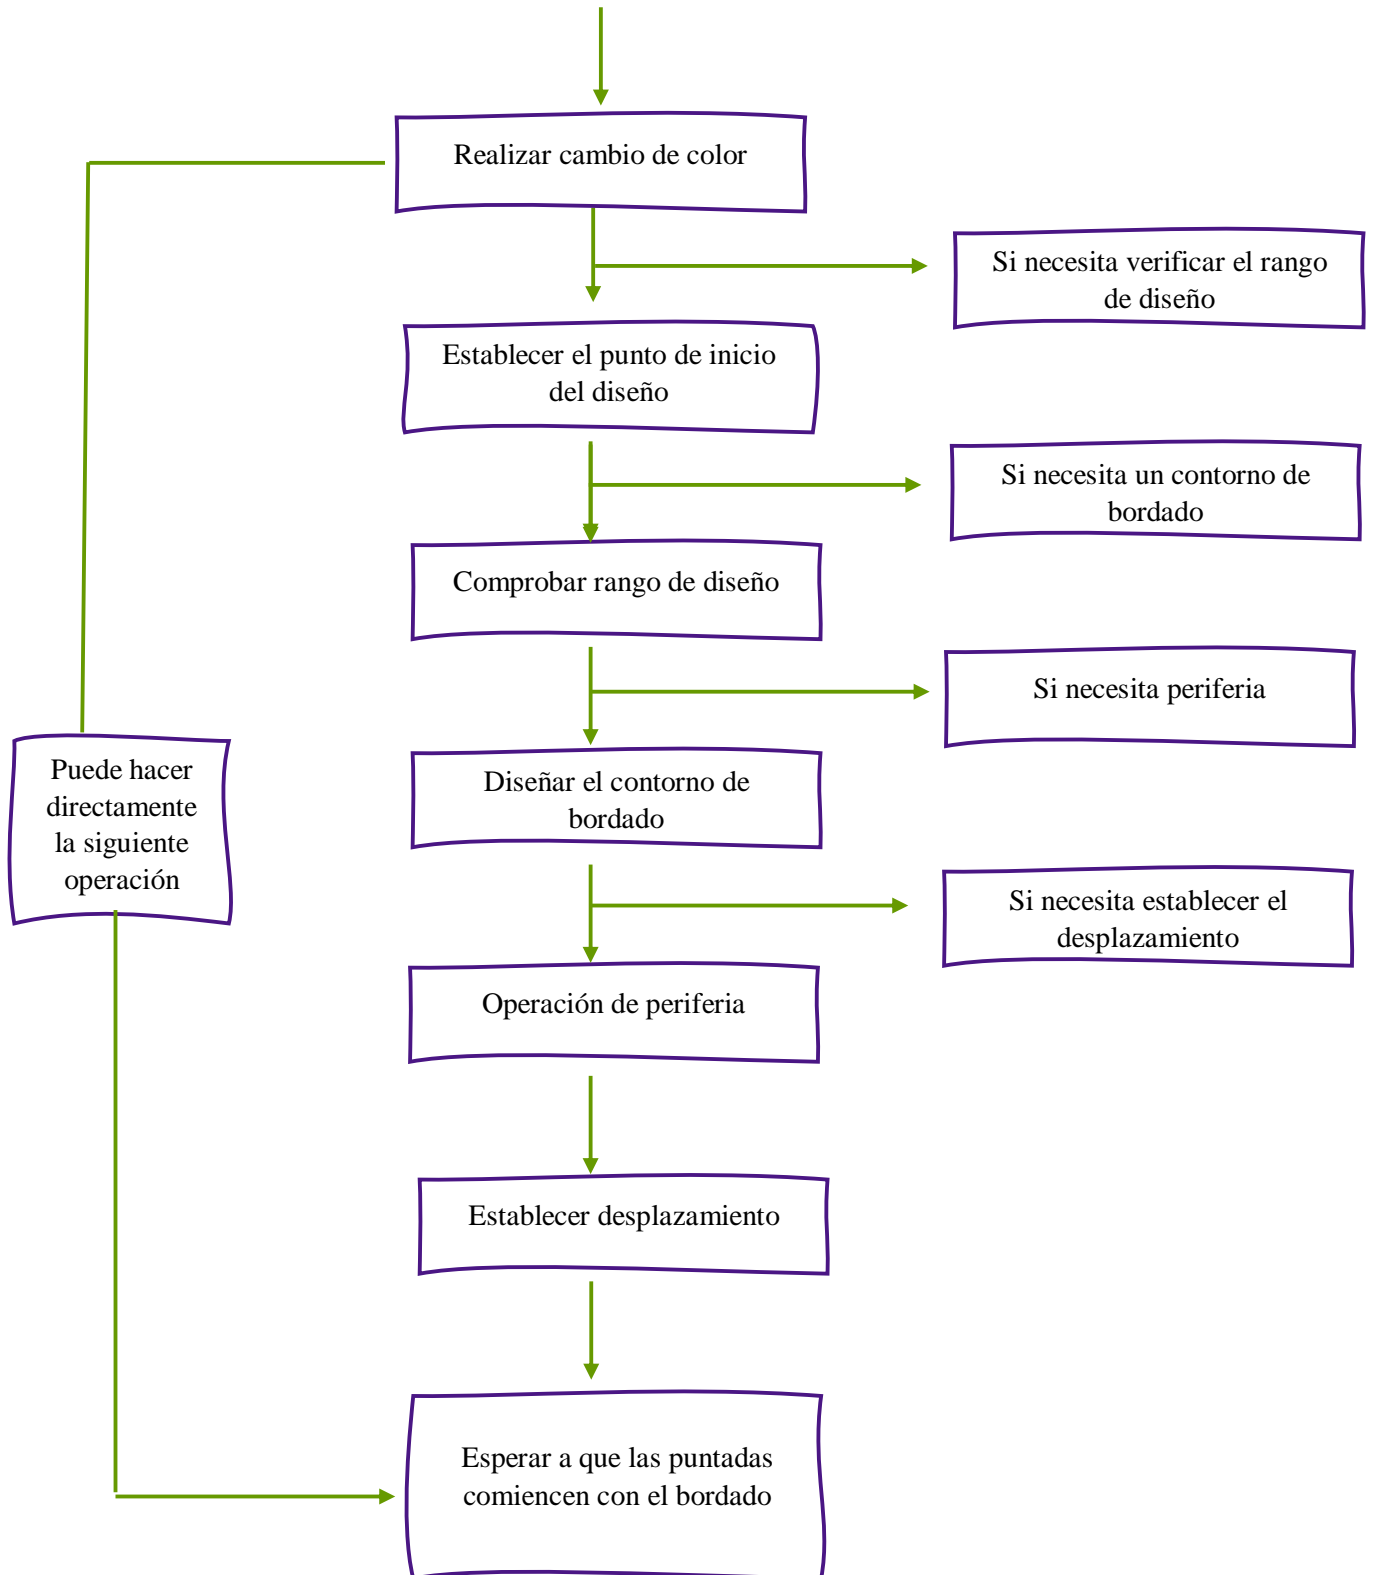 Realizar cambio de color
Si necesita verificar el rango
de diseño
Establecer el punto de inicio
del diseño
Si necesita un contorno de
bordado
Comprobar rango de diseño
Si necesita periferia
Puede hacer
directamente
la siguiente
operación
Diseñar el contorno de
bordado
Si necesita establecer el
desplazamiento
Operación de periferia
Establecer desplazamiento
Esperar a que las puntadas
comiencen con el bordado